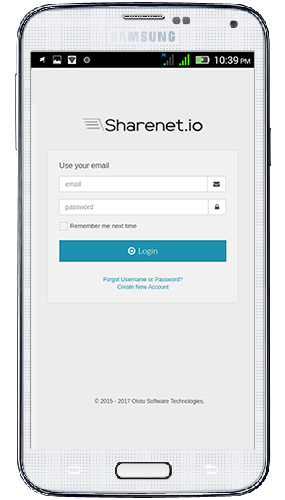 SAMSUNG
10:39 PM
Sharenet.io
Use your email
email
password
Remember me next time
Login
Forgot Username or Password?
Create New Account
© 2015 - 2017 Olotu Software Technologies.